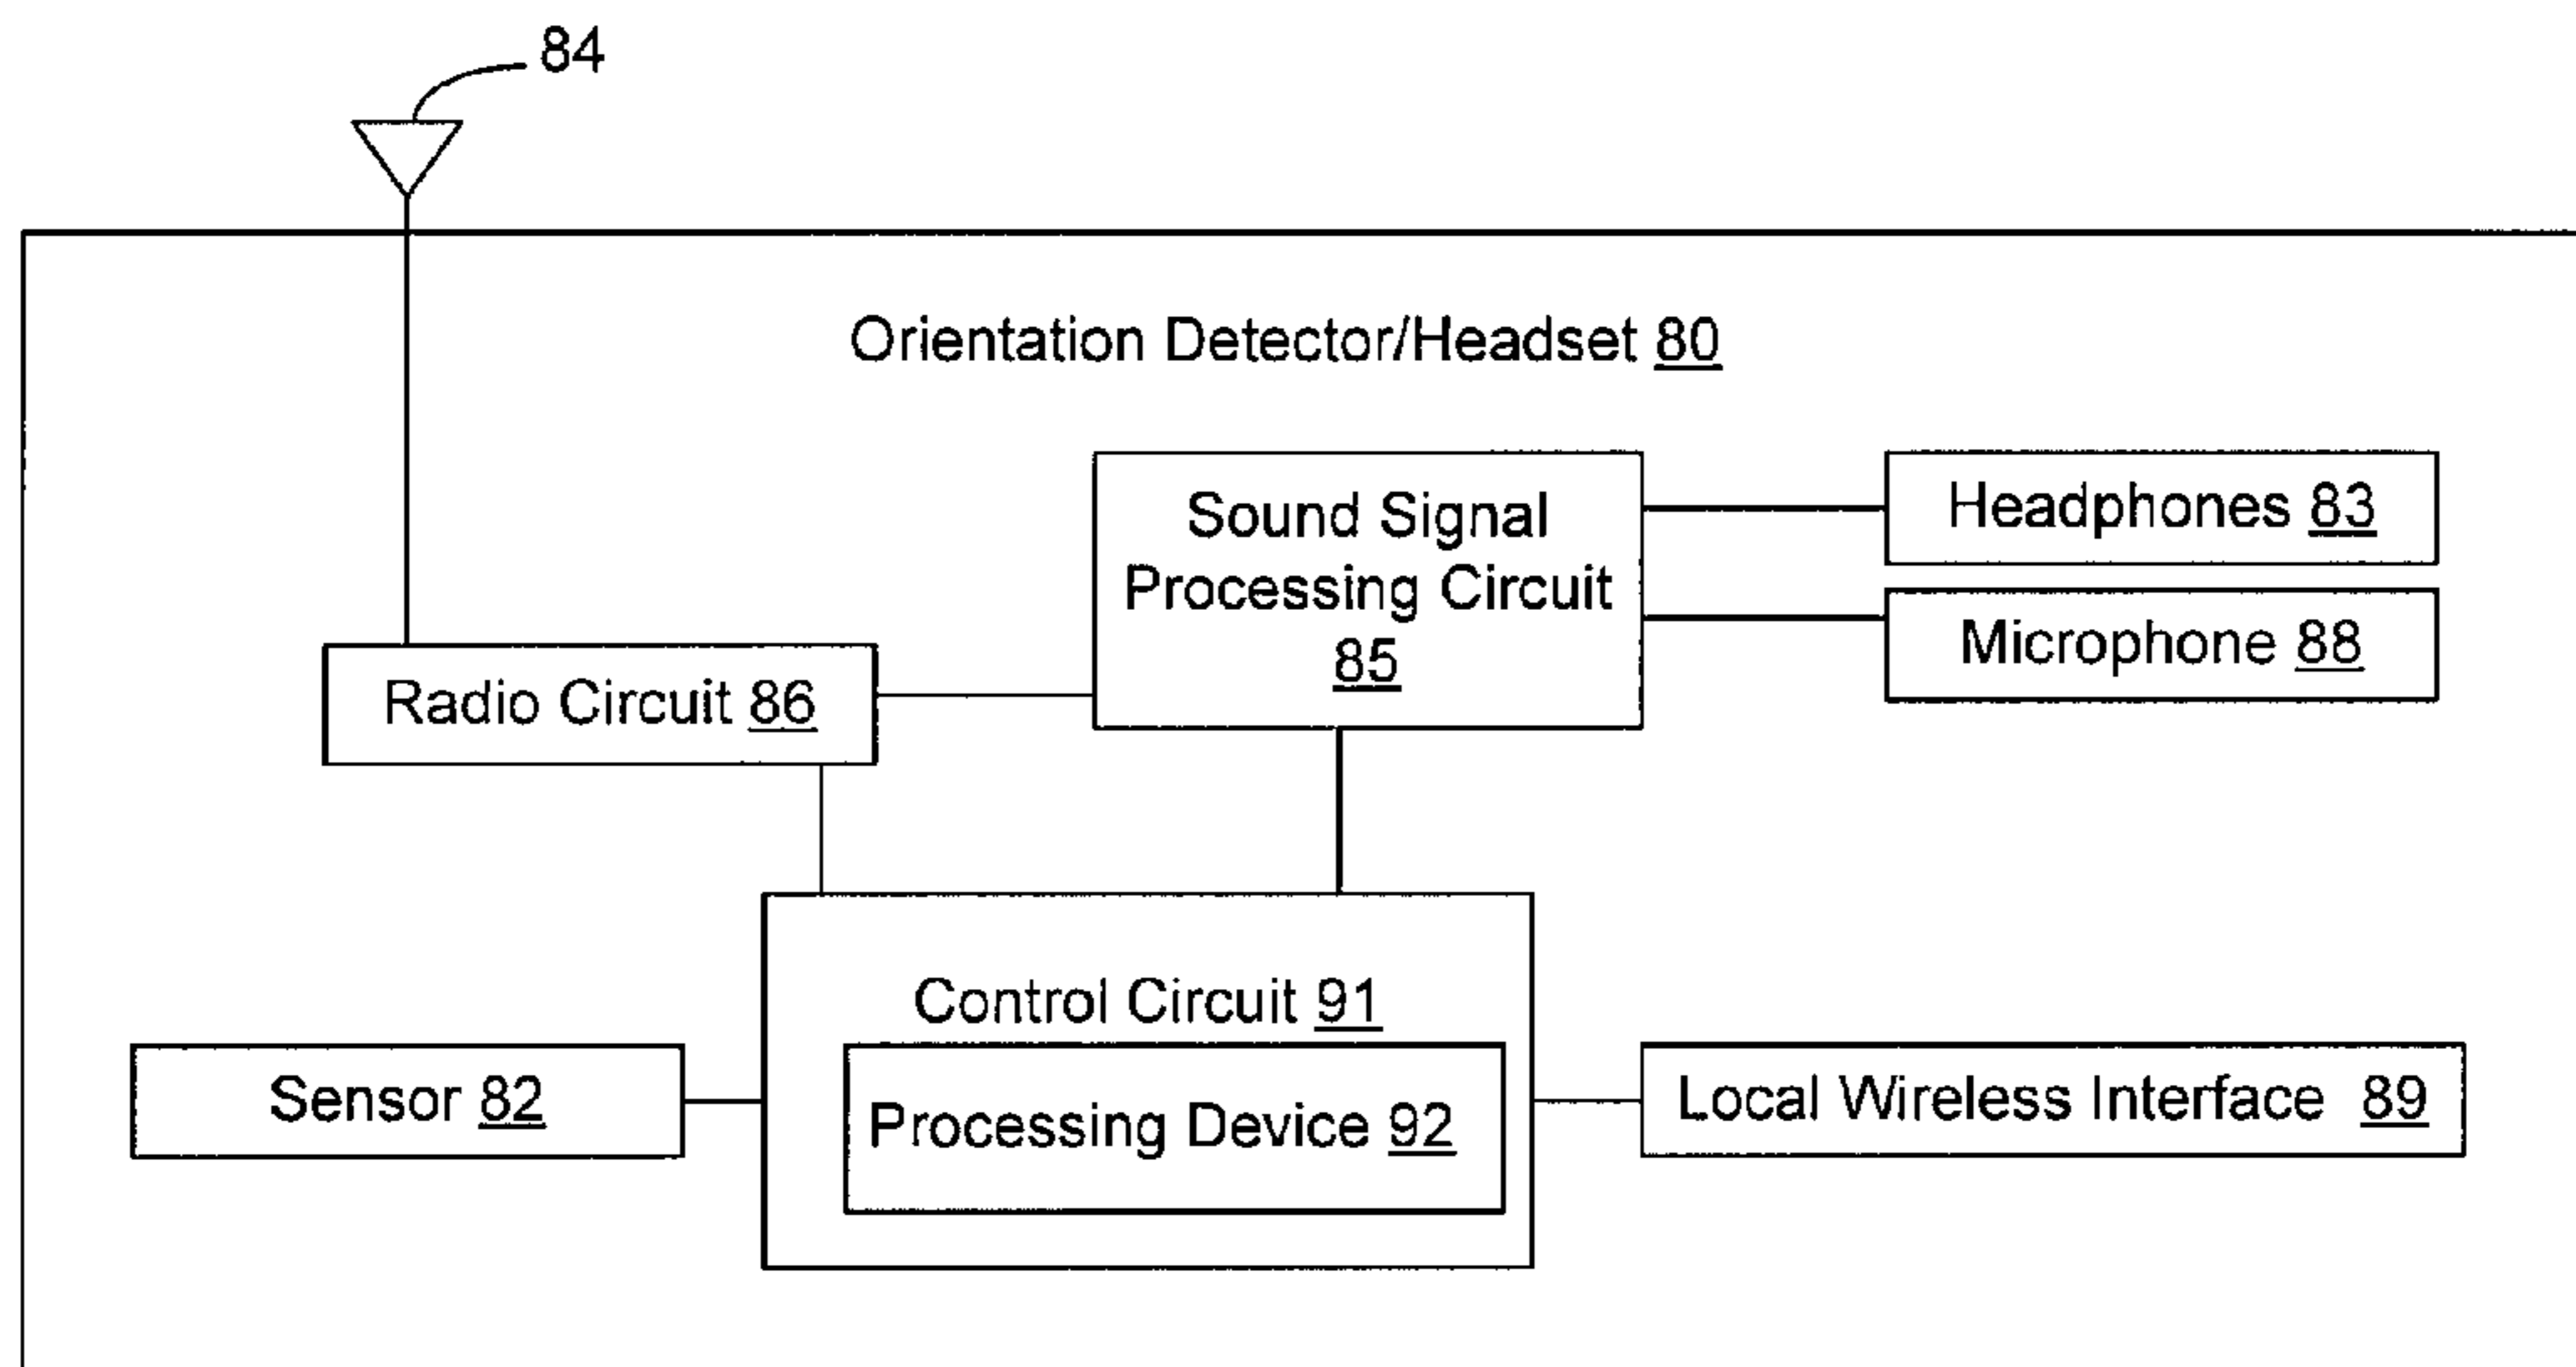 84
Orientation Detector/Headset 80
Sound Signal
Processing Circuit
85
Headphones 83
Microphone 88
Radio Circuit 86
Control Circuit 91
Processing Device 92
Sensor 82
Local Wireless Interface 89